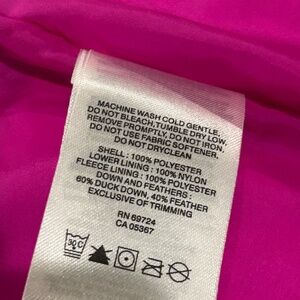 MACHINE WASH COLD GENTLE.
DO NOT BLEACH. TUMBLE DRY LOW.
REMOVE PROMPTLY, DO NOT IRON.
DO NOT USE FABRIC SOFTENER.
DO NOT DRYCLEAN
SHELL : 100% POLYESTER
LOWER LINING : 100% NYLON
FLEECE LINING : 100% POLYESTER
DOWN AND FEATHERS :
60% DUCK DOWN, 40% FEATHER
EXCLUSIVE OF TRIMMING
RN 69724
CA 05367
30°C